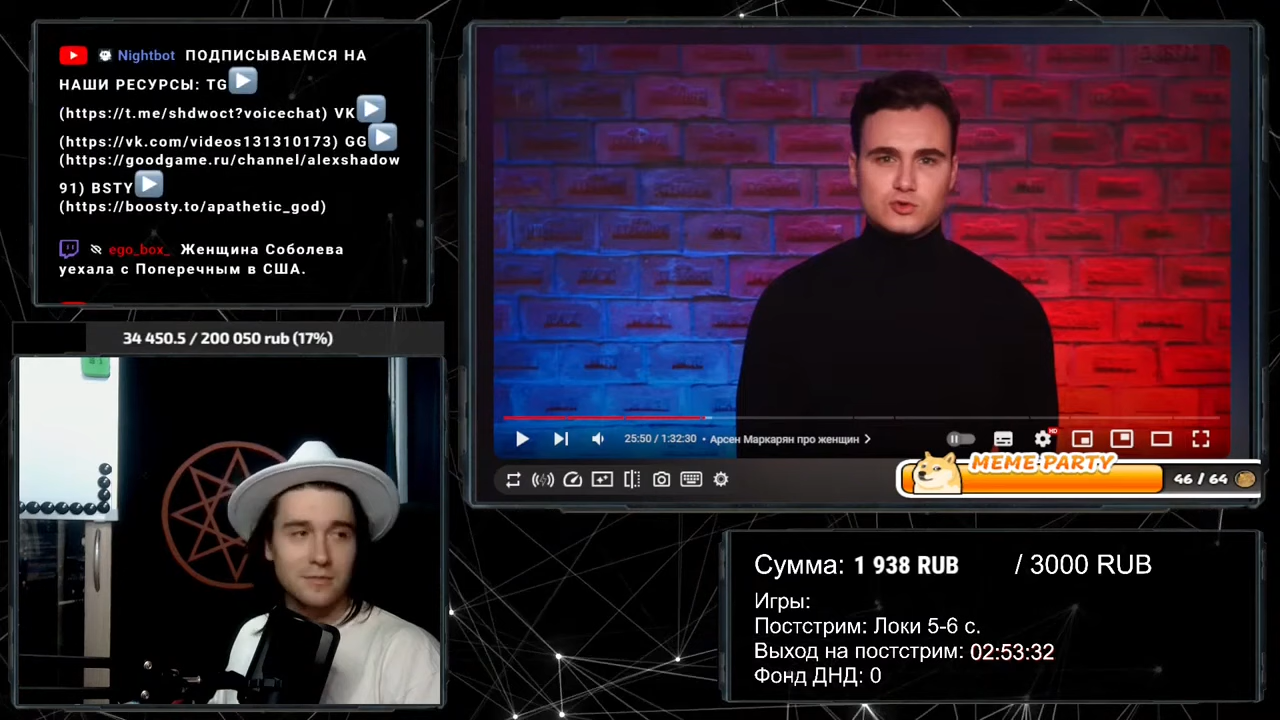 Nightbot ПОДПИСЫВАЕМСЯ НА
НАШИ РЕСУРСЫ: TG
(https://t.me/shdwoct?voicechat) VK
(https://vk.com/videos131310173) GG
(https://goodgame.ru/channel/alexshadow
91) BSTY
(https://boosty.to/apathetic_god)
ego_box_ Женщина Соболева
уехала с Поперечным в США.
34 450.5 / 200 050 rub (17%)
25:50 / 1:32:30 • Арсен Маркарян про женщин
HD
MEME PARTY
46 / 64
Сумма: 1 938 RUB / 3000 RUB
Игры:
Постстрим: Локи 5-6 с.
Выход на постстрим: 02:53:32
Фонд ДНД: 0